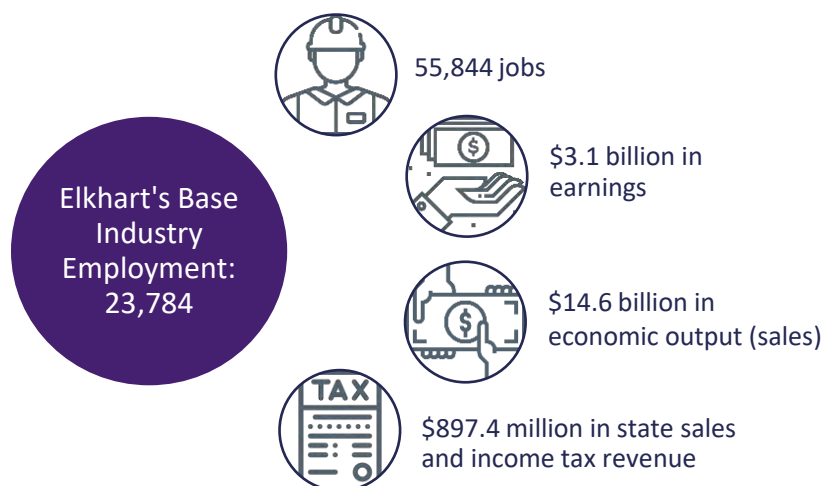 Elkhart's Base
Industry
Employment:
23,784
55,844 jobs
$
$3.1 billion in
earnings
$
$14.6 billion in
economic output (sales)
TAX
$897.4 million in state sales
and income tax revenue